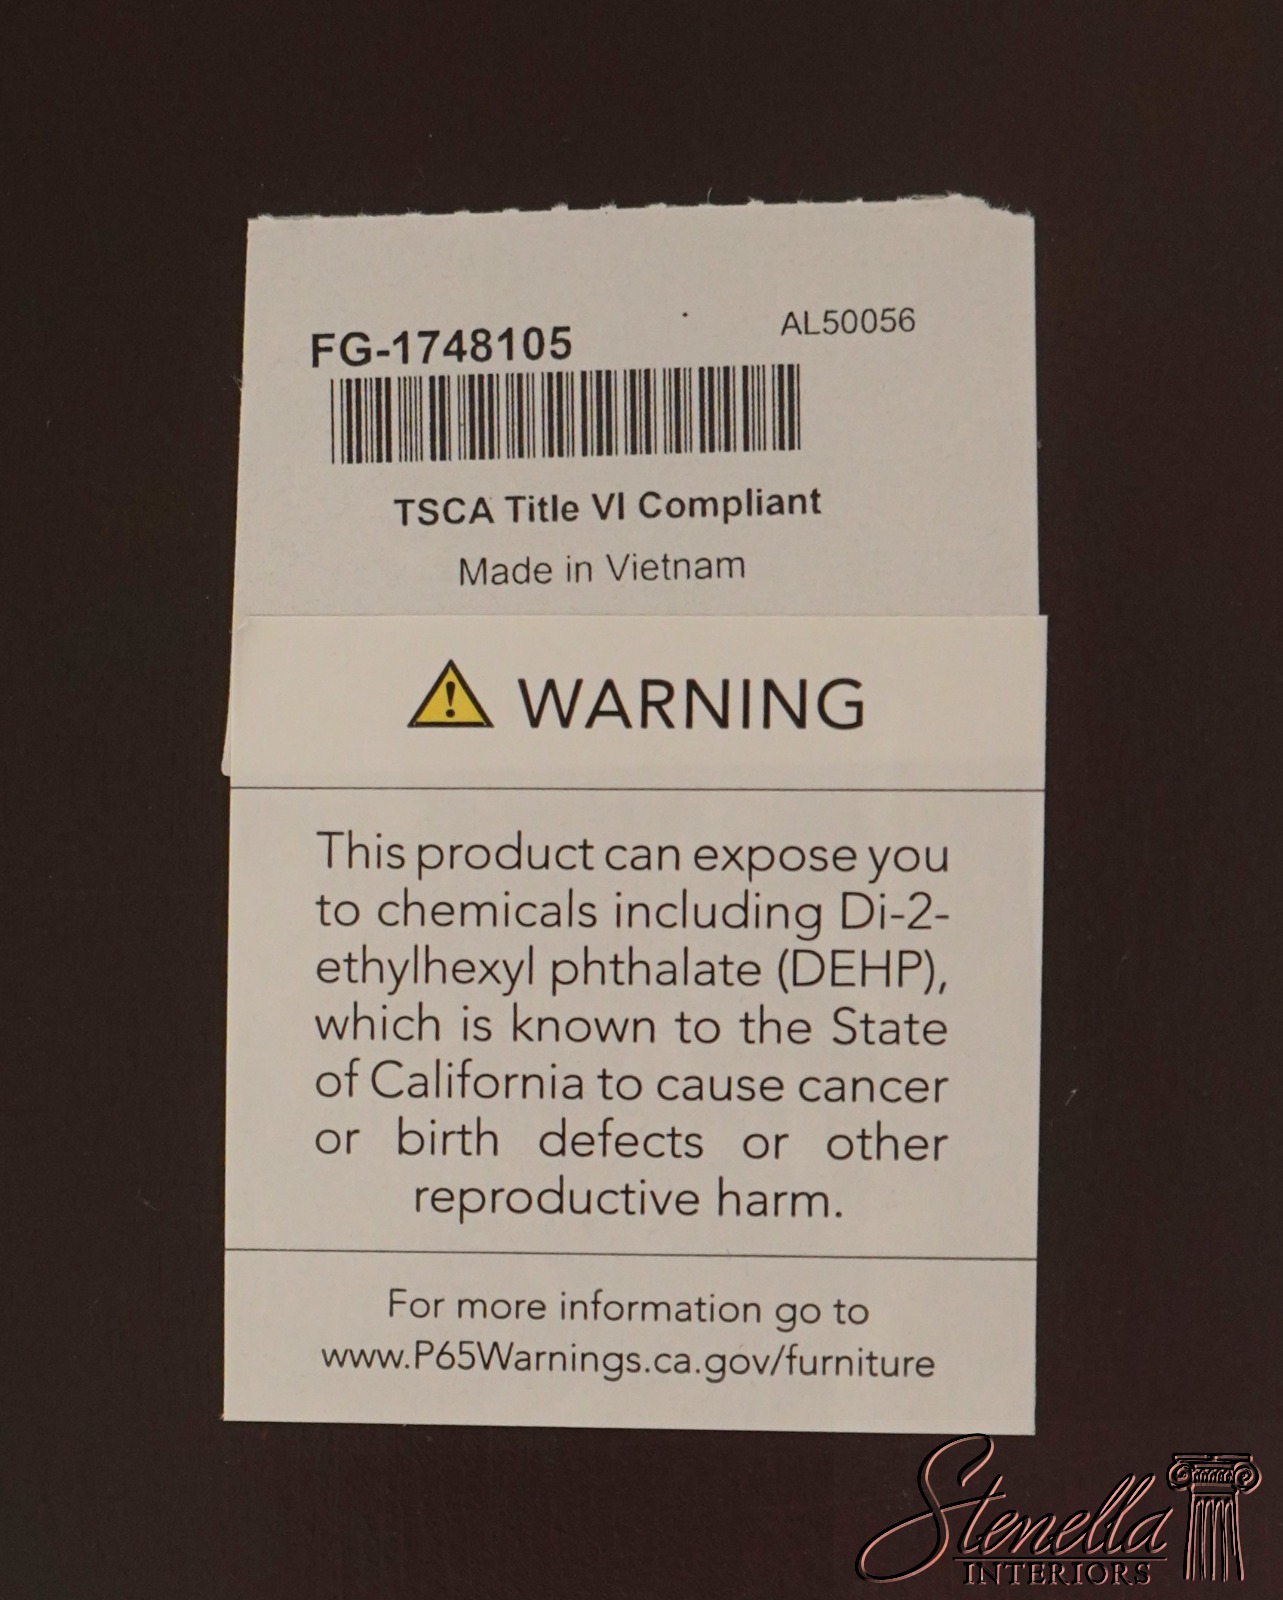 AL50056
FG-1748105
TSCA Title VI Compliant
Made in Vietnam
WARNING
This product can expose you
to chemicals including Di-2-
ethylhexyl phthalate (DEHP),
which is known to the State
of California to cause cancer
or birth defects or other
reproductive harm.
For more information go to
www.P65Warnings.ca.gov/furniture
Stenella
INTERIORS